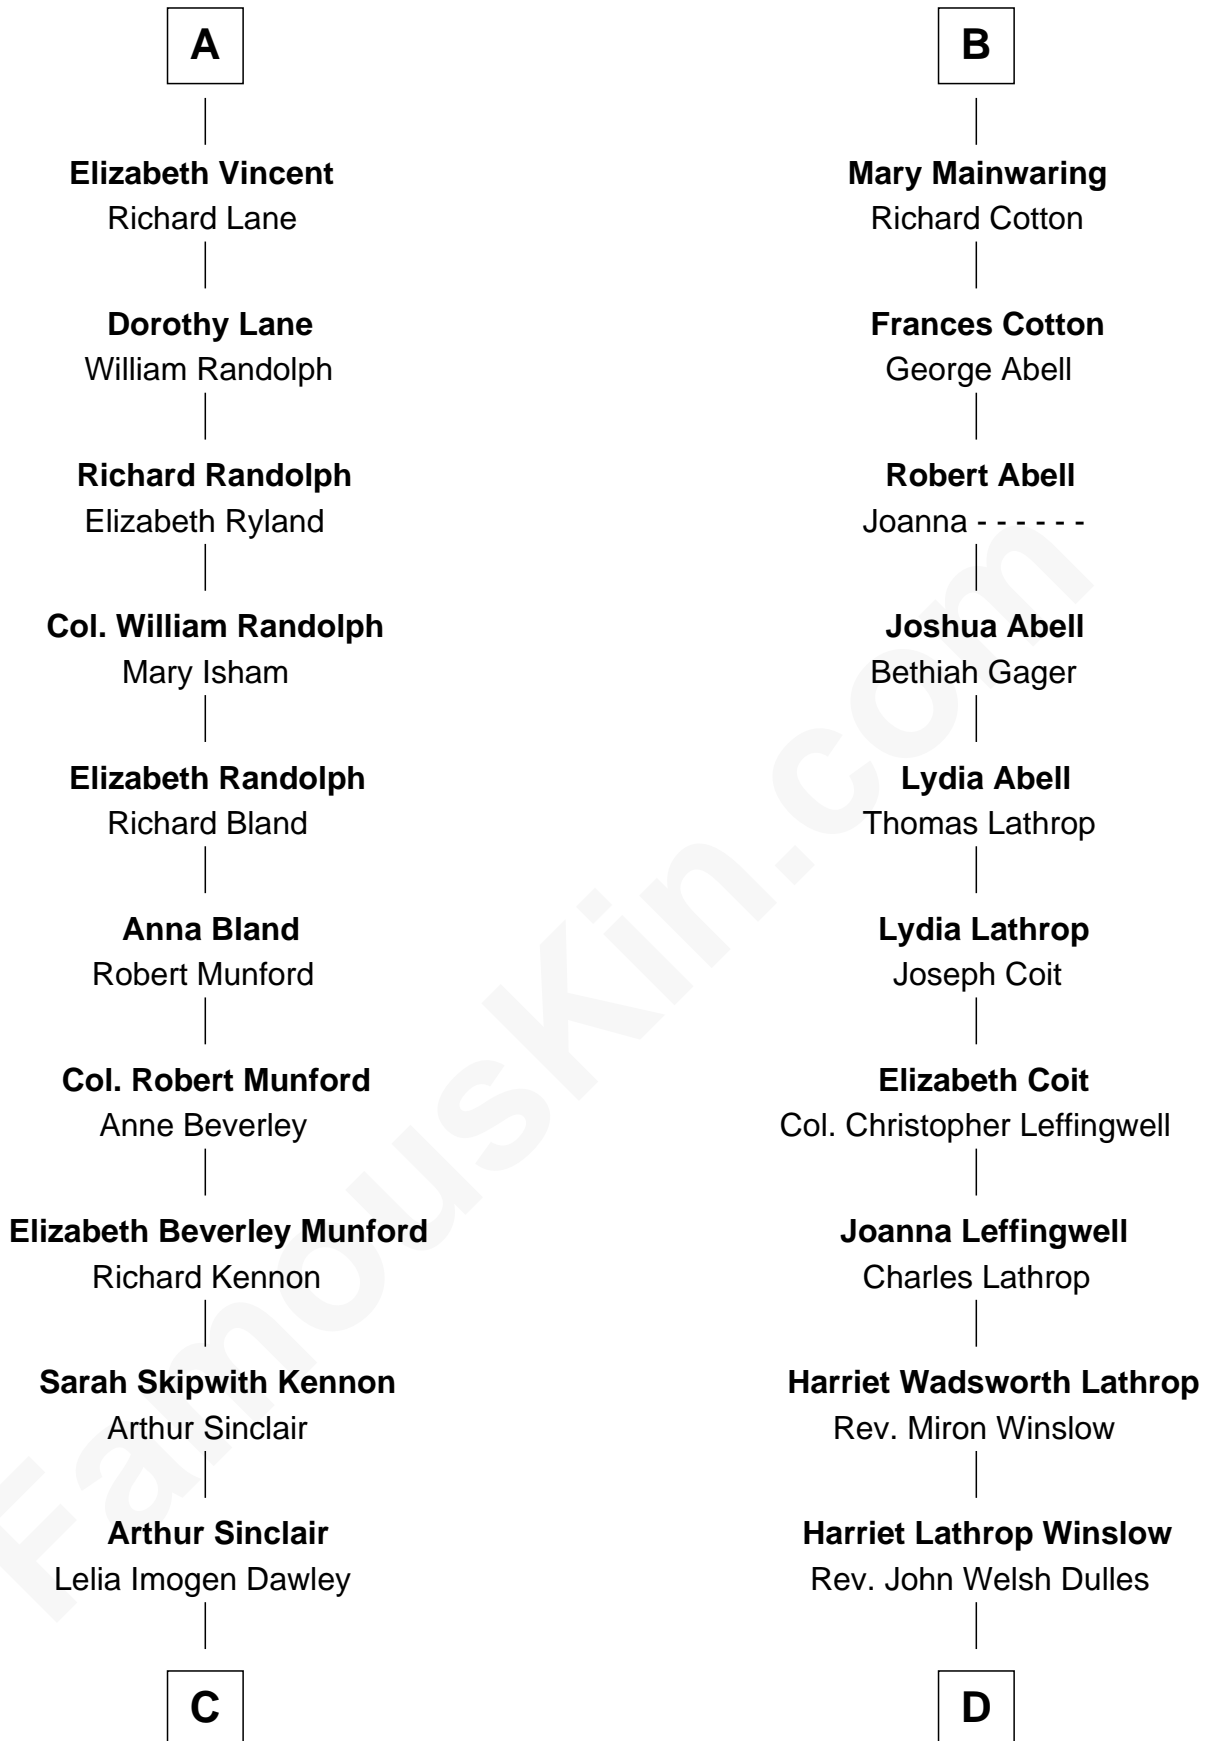 A
Elizabeth Vincent
Richard Lane
Dorothy Lane
William Randolph
Richard Randolph
Elizabeth Ryland
Col. William Randolph
Mary Isham
Elizabeth Randolph
Richard Bland
Anna Bland
Robert Munford
Col. Robert Munford
Anne Beverley
Elizabeth Beverley Munford
Richard Kennon
Sarah Skipwith Kennon
Arthur Sinclair
Arthur Sinclair
Lelia Imogen Dawley
C
B
Mary Mainwaring
Richard Cotton
Frances Cotton
George Abell
Robert Abell
Joanna - - - - - -
Joshua Abell
Bethiah Gager
Lydia Abell
Thomas Lathrop
Lydia Lathrop
Joseph Coit
Elizabeth Coit
Col. Christopher Leffingwell
Joanna Leffingwell
Charles Lathrop
Harriet Wadsworth Lathrop
Rev. Miron Winslow
Harriet Lathrop Winslow
Rev. John Welsh Dulles
D
FamousKin.com